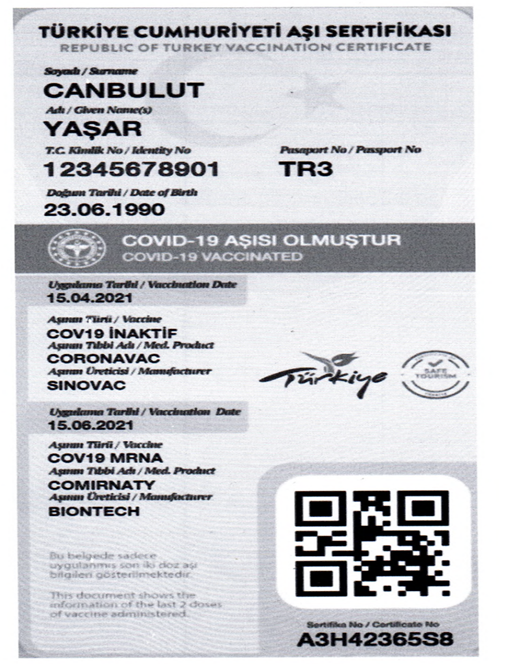 TÜRKİYE CUMHURİYETİ AŞI SERTİFİKASI
REPUBLIC OF TURKEY VACCINATION CERTIFICATE
Soyadı / Surname
CANBULUT
Adı / Given Name(s)
YAŞAR
T.C. Kimlik No / Identity No Pasaport No / Passport No
12345678901 TR3
Doğum Tarihi / Date of Birth
23.06.1990
COVID-19 AŞISI OLMUŞTUR
COVID-19 VACCINATED
Uygulama Tarihi / Vaccination Date
15.04.2021
Aşının Türü / Vaccine
COV19 İNAKTİF
Aşının Tıbbi Adı / Med. Product
CORONAVAC
Aşının Üreticisi / Manufacturer
SINOVAC
Türkiye
SAFE
TOURISM
Uygulama Tarihi / Vaccination Date
15.06.2021
Aşının Türü / Vaccine
COV19 MRNA
Aşının Tıbbi Adı / Med. Product
COMIRNATY
Aşının Üreticisi / Manufacturer
BIONTECH
Bu belgede sadece
uygulanmış son iki doz aşı
bilgileri gösterilmektedir.
This document shows the
information of the last 2 doses
of vaccine administered.
Sertifika No / Certificate No
A3H42365S8